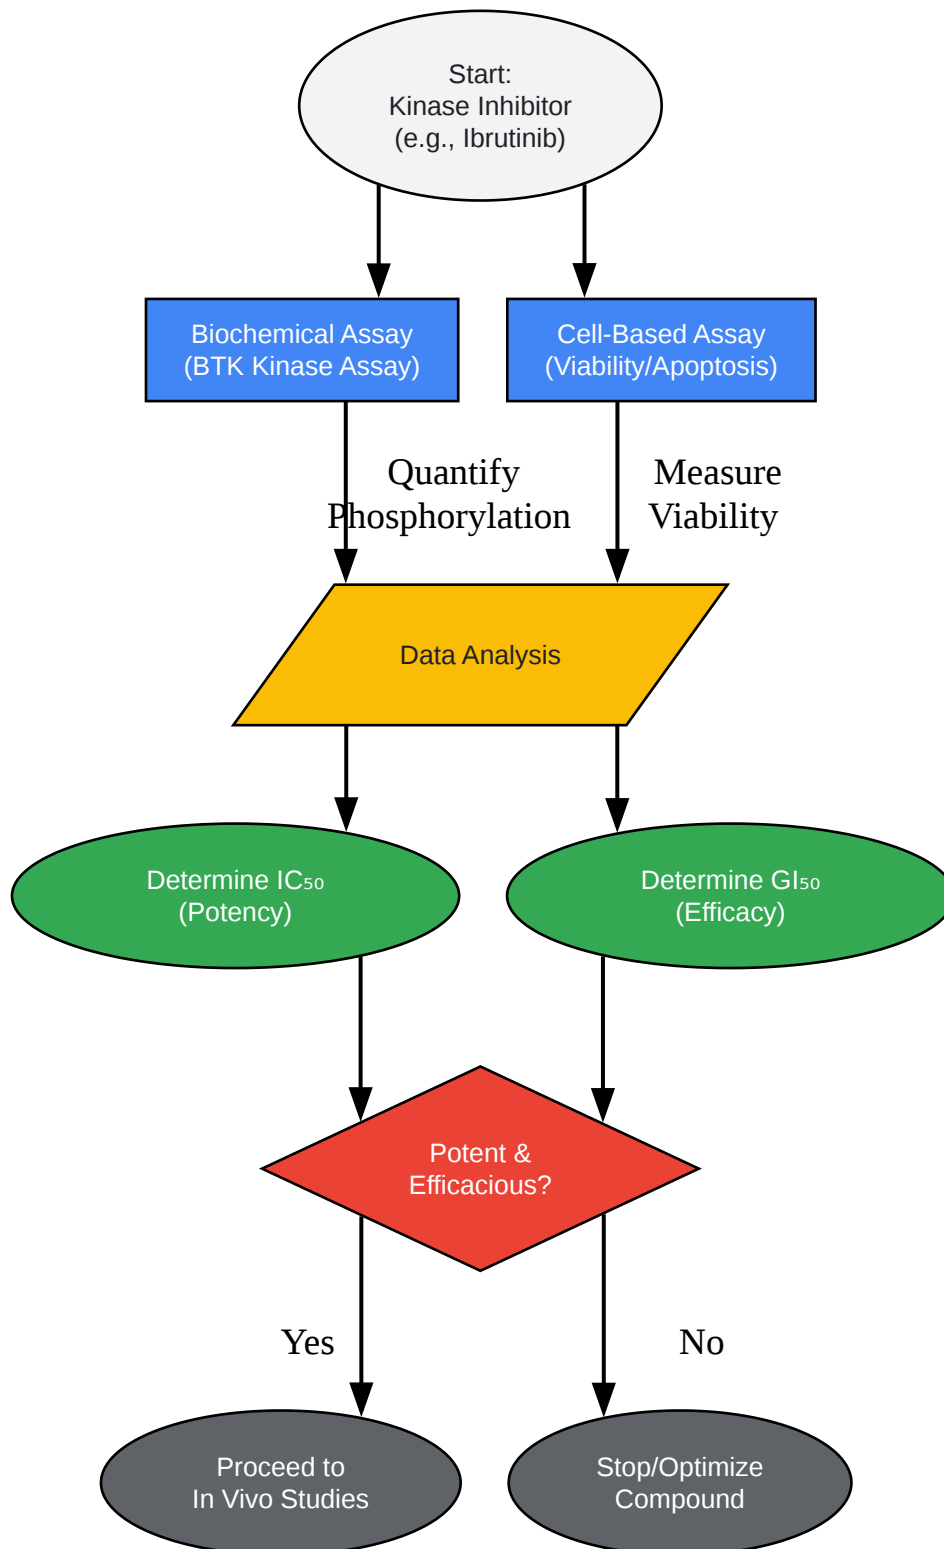 Start:
Kinase Inhibitor
(e.g., Ibrutinib)
Biochemical Assay
(BTK Kinase Assay)
Cell-Based Assay
(Viability/Apoptosis)
Quantify
Phosphorylation
Measure
Viability
Data Analysis
Determine IC₅₀
(Potency)
Determine GI₅₀
(Efficacy)
Potent &
Efficacious?
Yes
No
Proceed to
In Vivo Studies
Stop/Optimize
Compound